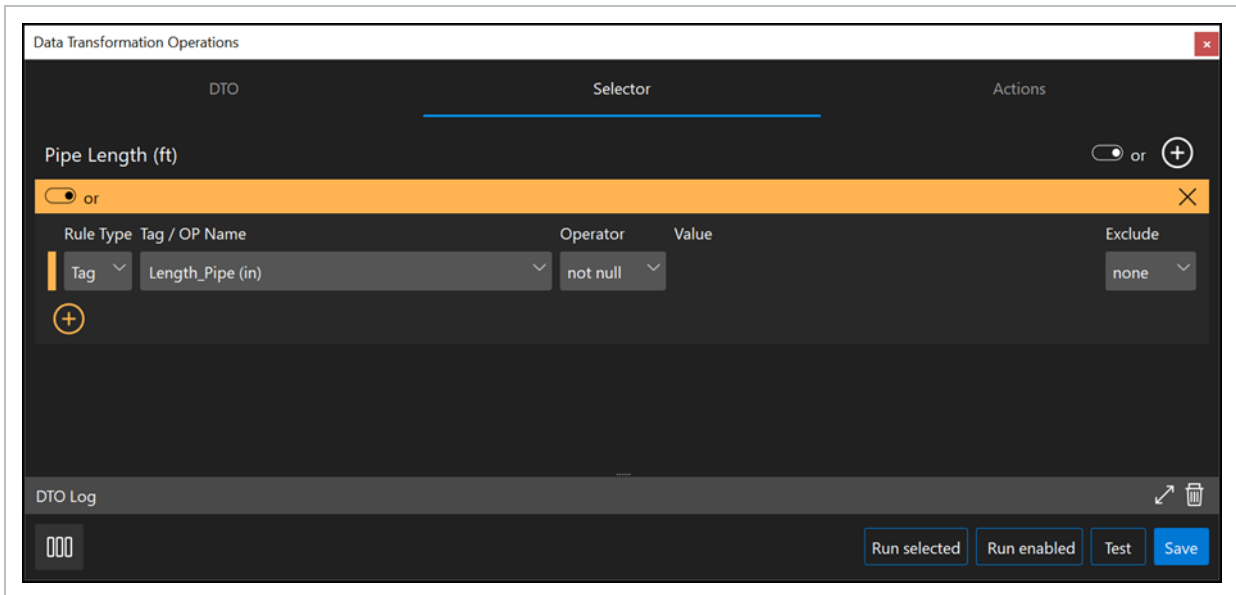 Data Transformation Operations
DTO Selector Actions
Pipe Length (ft) or
or
Rule Type Tag / OP Name Operator Value Exclude
Tag Length_Pipe (in) not null none
DTO Log
Run selected Run enabled Test Save